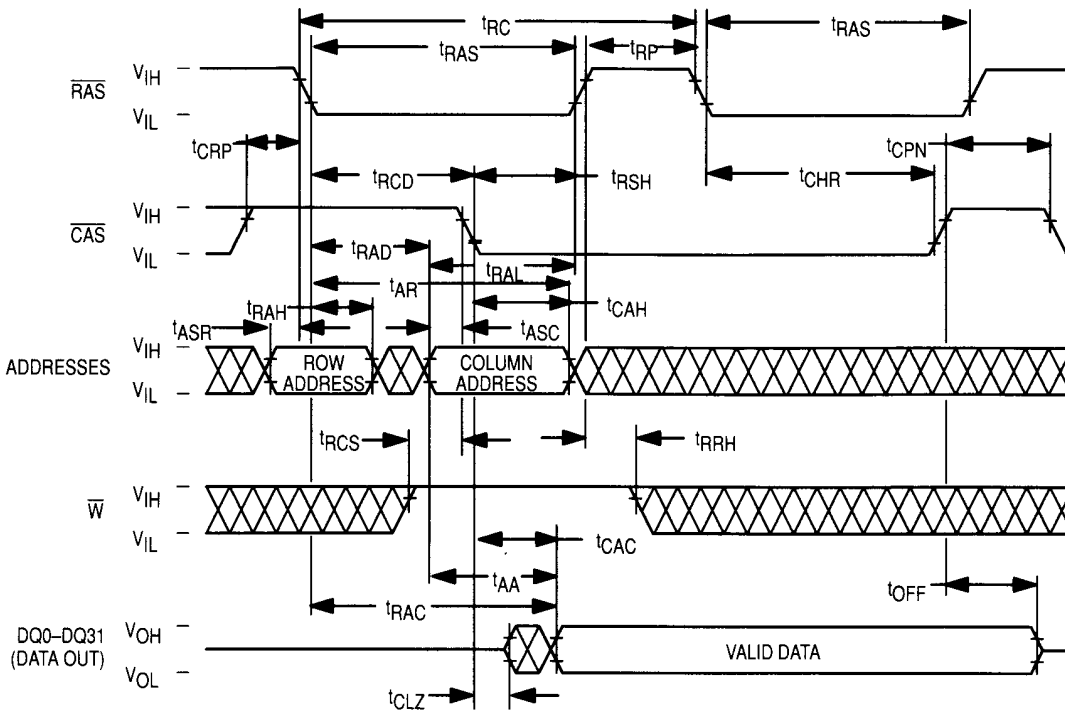 tRC
tRAS
tRP
tRAS
RAS
VIH
VIL
tCRP
tCPN
tRCD
tRSH
tCHR
CAS
VIH
VIL
tRAD
tRAL
tAR
tRAH
tCAH
tASR
tASC
ADDRESSES
VIH
VIL
ROW
ADDRESS
COLUMN
ADDRESS
tRCS
tRRH
W
VIH
VIL
tCAC
tAA
tOFF
tRAC
DQ0–DQ31
(DATA OUT)
VOH
VOL
VALID DATA
tCLZ